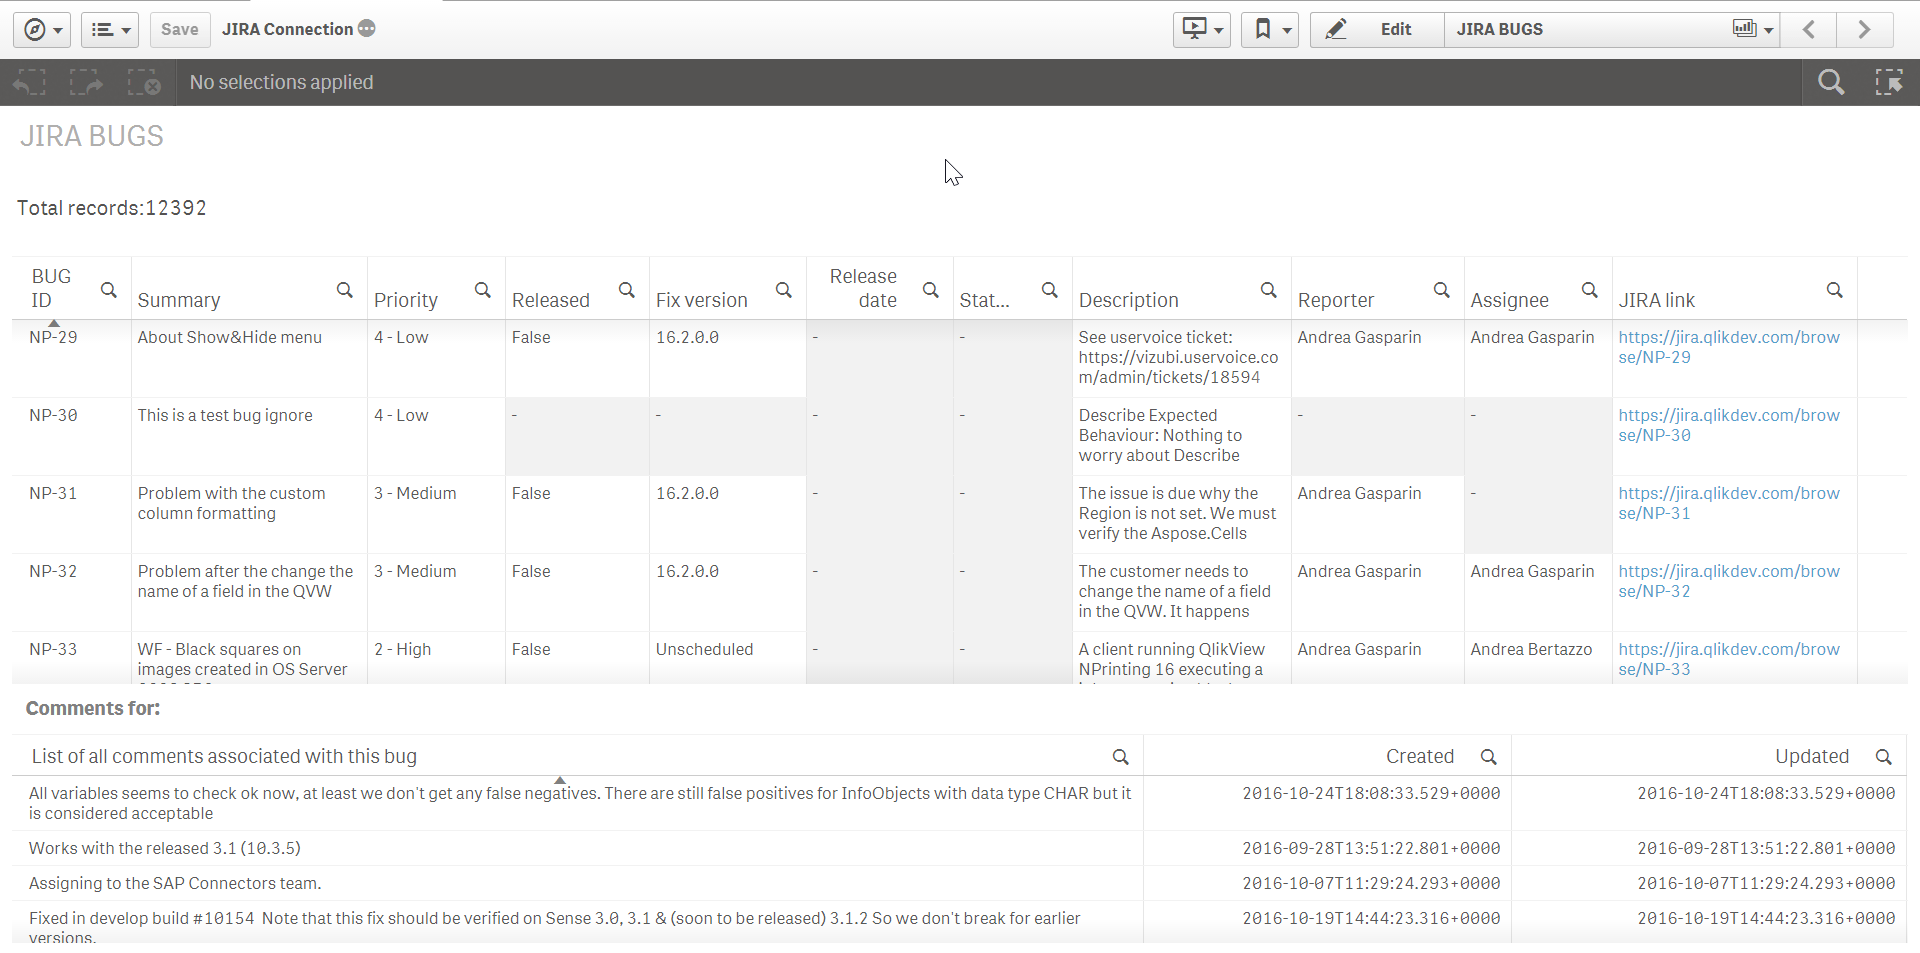 Save JIRA Connection Edit JIRA BUGS
No selections applied
JIRA BUGS
Total records:12392
BUG ID Summary Priority Released Fix version Release date Stat... Description Reporter Assignee JIRA link
NP-29 About Show&Hide menu 4 - Low False 16.2.0.0 - - See uservoice ticket: Andrea Gasparin Andrea Gasparin https://jira.qlikdev.com/brow
https://vizubi.uservoice.co se/NP-29
m/admin/tickets/18594
NP-30 This is a test bug ignore 4 - Low - - - - Describe Expected - - https://jira.qlikdev.com/brow
Behaviour: Nothing to se/NP-30
worry about Describe
NP-31 Problem with the custom 3 - Medium False 16.2.0.0 - - The issue is due why the Andrea Gasparin - https://jira.qlikdev.com/brow
column formatting Region is not set. We must se/NP-31
verify the Aspose.Cells
NP-32 Problem after the change the 3 - Medium False 16.2.0.0 - - The customer needs to Andrea Gasparin Andrea Gasparin https://jira.qlikdev.com/brow
name of a field in the QVW change the name of a field se/NP-32
in the QVW. It happens
NP-33 WF - Black squares on 2 - High False Unscheduled - - A client running QlikView Andrea Gasparin Andrea Bertazzo https://jira.qlikdev.com/brow
images created in OS Server NPrinting 16 executing a se/NP-33
Comments for:
List of all comments associated with this bug Created Updated
All variables seems to check ok now, at least we don't get any false negatives. There are still false positives for InfoObjects with data type CHAR but it 2016-10-24T18:08:33.529+0000 2016-10-24T18:08:33.529+0000
is considered acceptable
Works with the released 3.1 (10.3.5) 2016-09-28T13:51:22.801+0000 2016-09-28T13:51:22.801+0000
Assigning to the SAP Connectors team. 2016-10-07T11:29:24.293+0000 2016-10-07T11:29:24.293+0000
Fixed in develop build #10154 Note that this fix should be verified on Sense 3.0, 3.1 & (soon to be released) 3.1.2 So we don't break for earlier 2016-10-19T14:44:23.316+0000 2016-10-19T14:44:23.316+0000
versions.